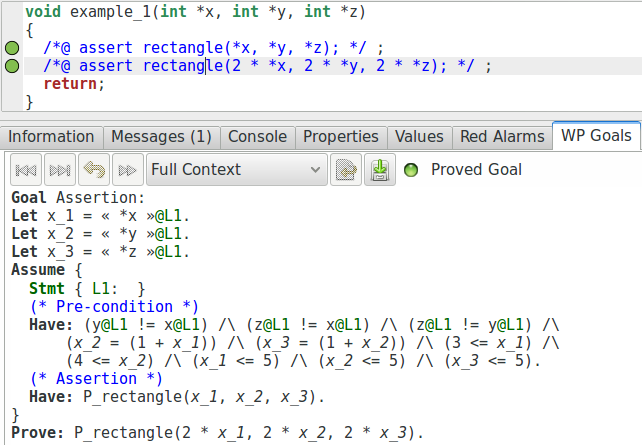 void example_1(int *x, int *y, int *z)
{
/*@ assert rectangle(*x, *y, *z); */ ;
/*@ assert rectangle(2 * *x, 2 * *y, 2 * *z); */ ;
return;
}
Information Messages (1) Console Properties Values Red Alarms WP Goals
Full Context Proved Goal
Goal Assertion:
Let x_1 = « *x »@L1.
Let x_2 = « *y »@L1.
Let x_3 = « *z »@L1.
Assume {
Stmt { L1: }
(* Pre-condition *)
Have: (y@L1 != x@L1) /\ (z@L1 != x@L1) /\ (z@L1 != y@L1) /\
(x_2 = (1 + x_1)) /\ (x_3 = (1 + x_2)) /\ (3 <= x_1) /\
(4 <= x_2) /\ (x_1 <= 5) /\ (x_2 <= 5) /\ (x_3 <= 5).
(* Assertion *)
Have: P_rectangle(x_1, x_2, x_3).
}
Prove: P_rectangle(2 * x_1, 2 * x_2, 2 * x_3).